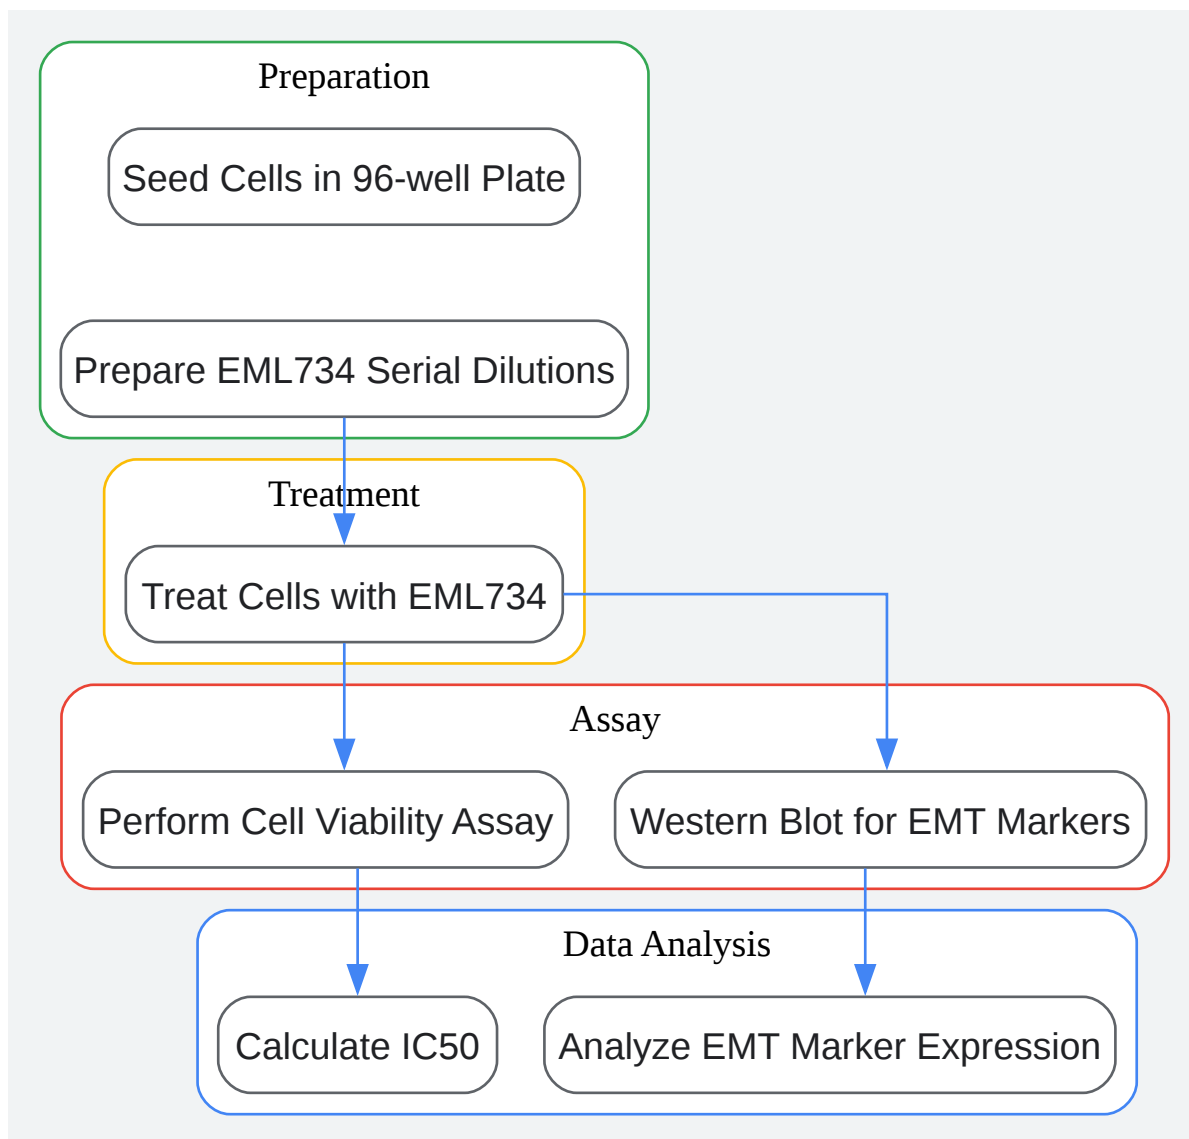 Preparation
Seed Cells in 96-well Plate
Prepare EML734 Serial Dilutions
Treatment
Treat Cells with EML734
Assay
Perform Cell Viability Assay
Western Blot for EMT Markers
Data Analysis
Calculate IC50
Analyze EMT Marker Expression